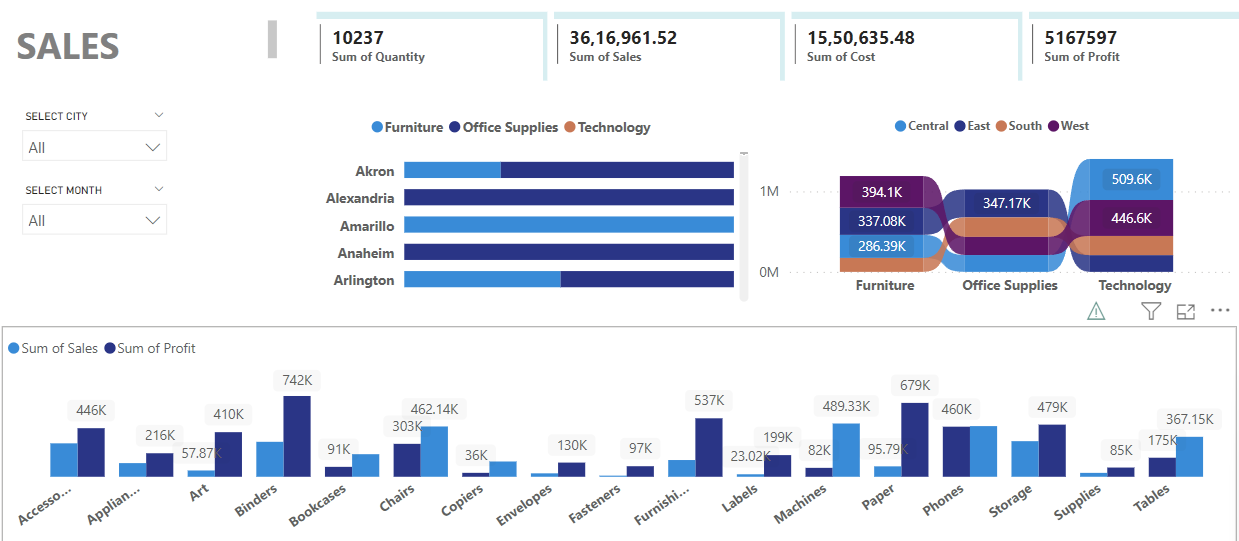 SALES
10237
Sum of Quantity
36,16,961.52
Sum of Sales
15,50,635.48
Sum of Cost
5167597
Sum of Profit
SELECT CITY
All
SELECT MONTH
All
Furniture Office Supplies Technology
Akron
Alexandria
Amarillo
Anaheim
Arlington
Central East South West
1M
0M
394.1K
337.08K
286.39K
347.17K
509.6K
446.6K
Furniture Office Supplies Technology
Sum of Sales Sum of Profit
446K
216K
57.87K
410K
742K
91K
303K
462.14K
36K
130K
97K
537K
23.02K
199K
82K
489.33K
95.79K
679K
460K
479K
85K
175K
367.15K
Accesso...
Applian...
Art
Binders
Bookcases
Chairs
Copiers
Envelopes
Fasteners
Furnishi...
Labels
Machines
Paper
Phones
Storage
Supplies
Tables